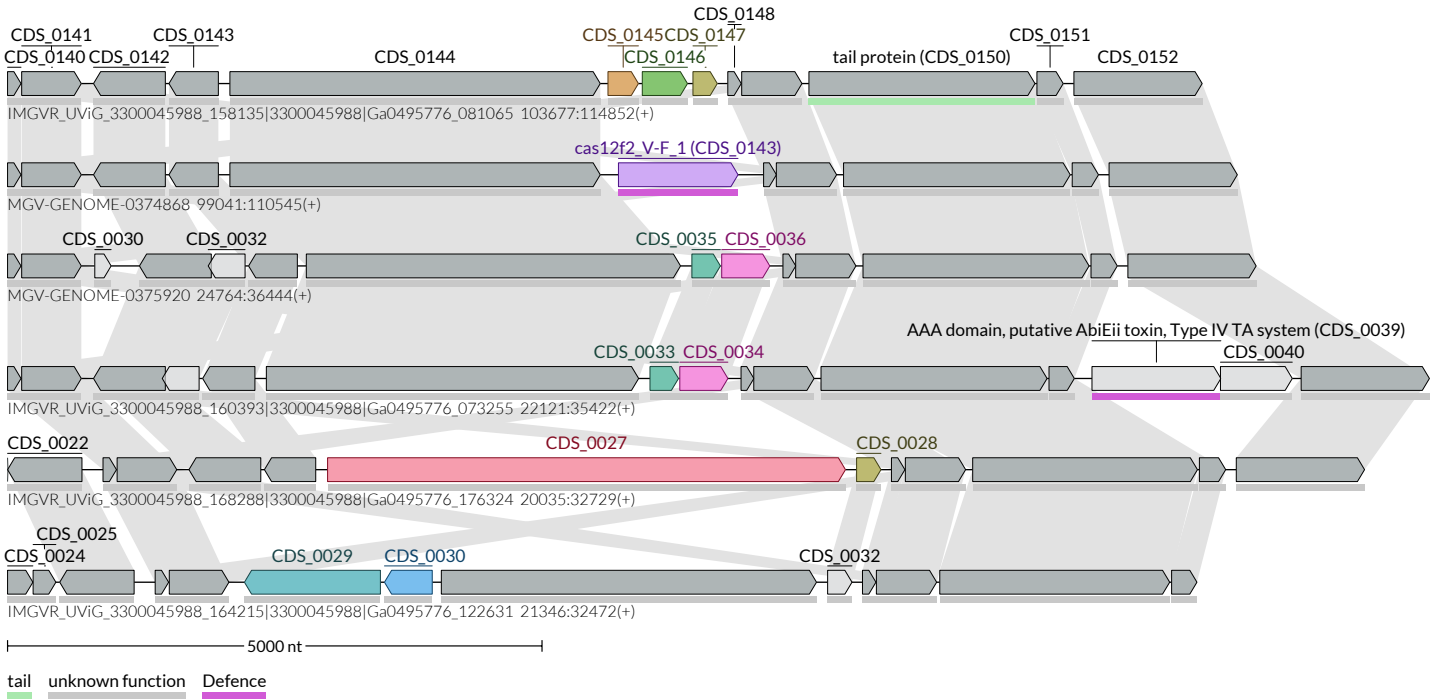 CDS_0148
CDS_0141 CDS_0143 CDS_0145 CDS_0147 CDS_0151
CDS_0140 CDS_0142 CDS_0144 CDS_0146 tail protein (CDS_0150) CDS_0152
IMGVR_UViG_3300045988_158135|3300045988|Ga0495776_081065 103677:114852(+)
cas12f2_V-F_1 (CDS_0143)
MGV-GENOME-0374868 99041:110545(+)
CDS_0030 CDS_0032 CDS_0035 CDS_0036
MGV-GENOME-0375920 24764:36444(+)
AAA domain, putative AbiEii toxin, Type IV TA system (CDS_0039)
CDS_0033 CDS_0034 CDS_0040
IMGVR_UViG_3300045988_160393|3300045988|Ga0495776_073255 22121:35422(+)
CDS_0022 CDS_0027 CDS_0028
IMGVR_UViG_3300045988_168288|3300045988|Ga0495776_176324 20035:32729(+)
CDS_0025
CDS_0024 CDS_0029 CDS_0030 CDS_0032
IMGVR_UViG_3300045988_164215|3300045988|Ga0495776_122631 21346:32472(+)
5000 nt
tail unknown function Defence